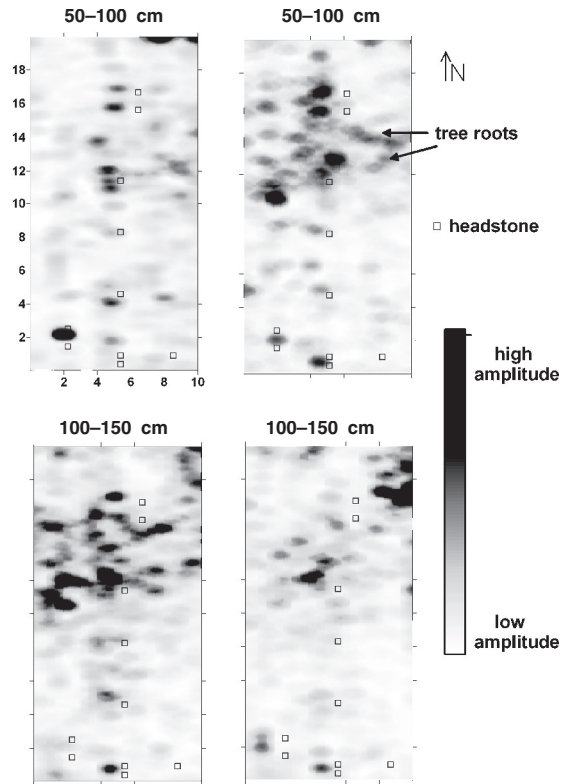 50–100 cm
50–100 cm
18
16
14
12
10
8
6
4
2
2 4 6 8 10
N
tree roots
headstone
high
amplitude
low
amplitude
100–150 cm
100–150 cm